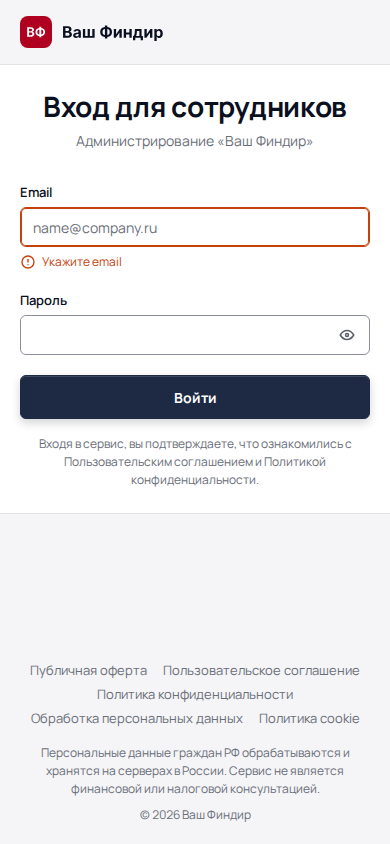 ВФ Ваш Финдир
Вход для сотрудников
Администрирование «Ваш Финдир»
Email
name@company.ru
Укажите email
Пароль
Войти
Входя в сервис, вы подтверждаете, что ознакомились с
Пользовательским соглашением и Политикой
конфиденциальности.
Публичная оферта Пользовательское соглашение
Политика конфиденциальности
Обработка персональных данных Политика cookie
Персональные данные граждан РФ обрабатываются и
хранятся на серверах в России. Сервис не является
финансовой или налоговой консультацией.
© 2026 Ваш Финдир